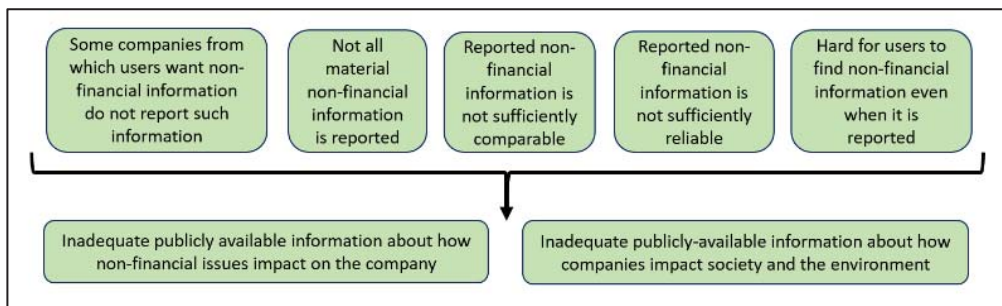 Some companies from
which users want non-
financial information
do not report such
information
Not all
material
non-financial
information
is reported
Reported non-
financial
information is
not sufficiently
comparable
Reported non-
financial
information is
not sufficiently
reliable
Hard for users to
find non-financial
information even
when it is
reported
Inadequate publicly available information about how
non-financial issues impact on the company
Inadequate publicly-available information about how
companies impact society and the environment